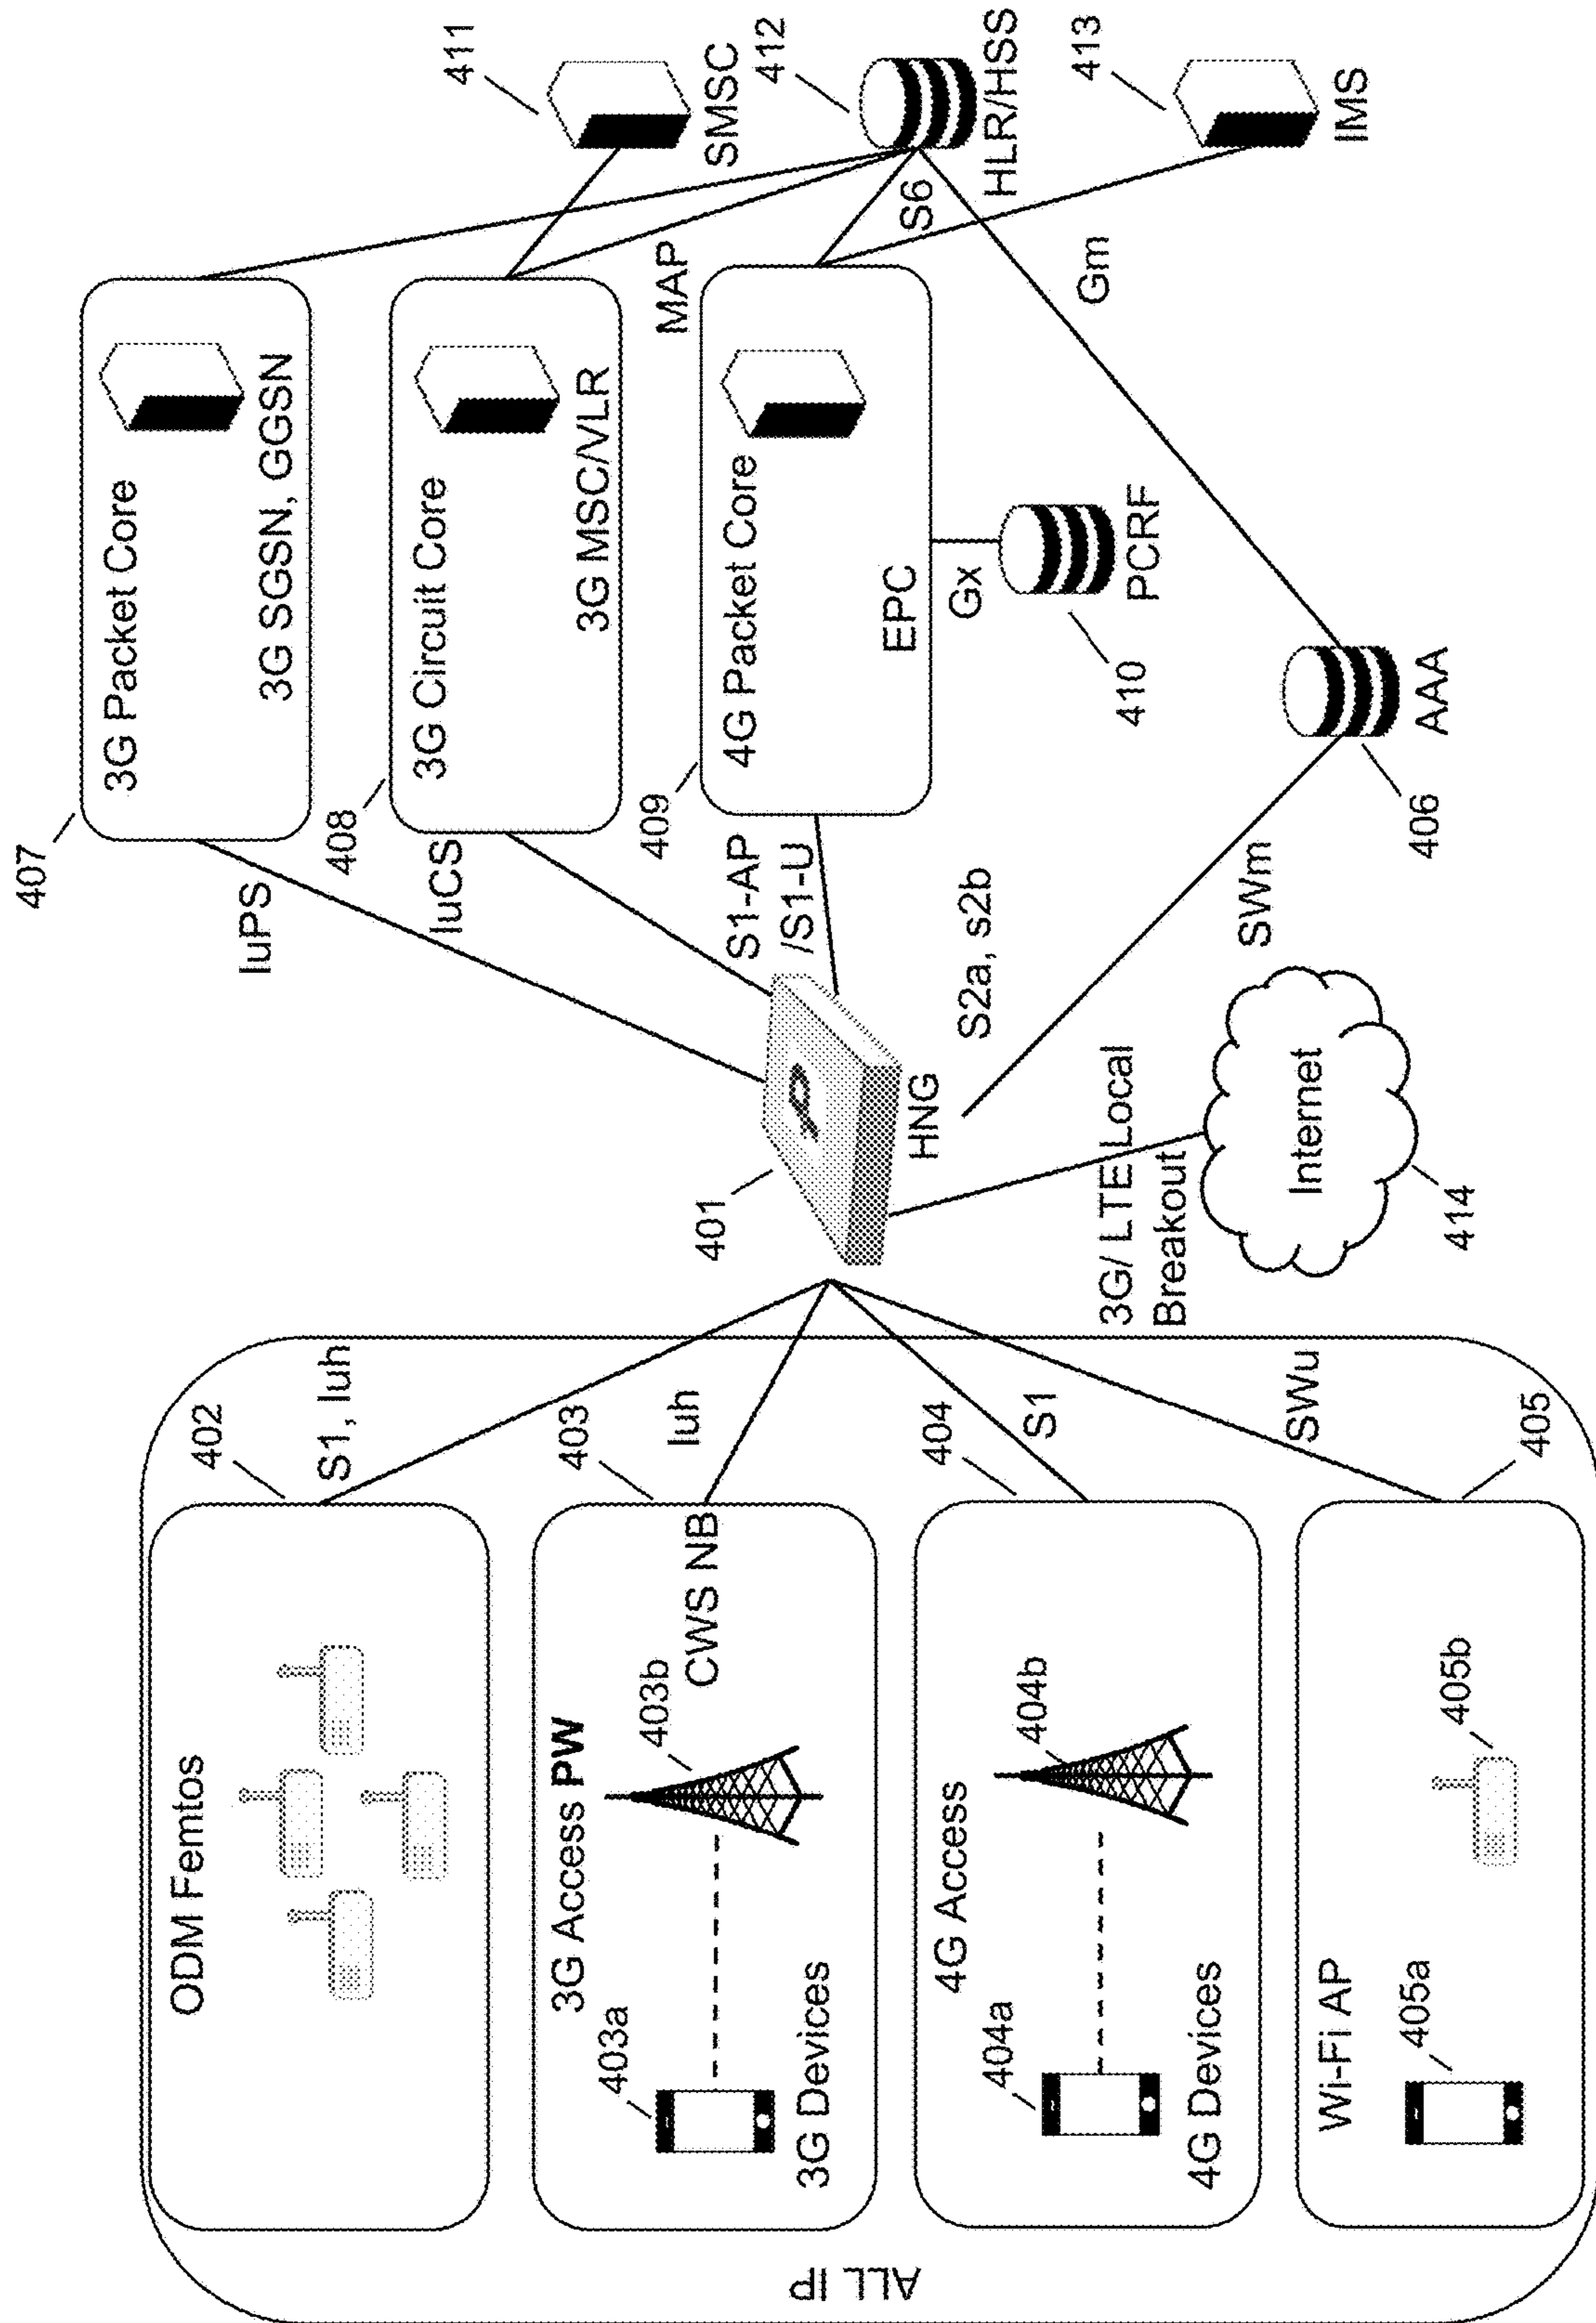 ALL IP
ODM Femtos
402
S1, Iuh
3G Access PW
403a
403b
3G Devices
CWS NB
403
Iuh
4G Access
404a
404b
4G Devices
404
S1
Wi-Fi AP
405a
405b
405
SWu
401
HNG
3G/ LTE Local
Breakout
Internet
414
IuPS
IuCS
S1-AP
/S1-U
S2a, s2b
SWm
407
3G Packet Core
3G SGSN, GGSN
408
3G Circuit Core
3G MSC/VLR
409
4G Packet Core
EPC
Gx
410
PCRF
406
AAA
MAP
S6
Gm
411
SMSC
412
HLR/HSS
413
IMS